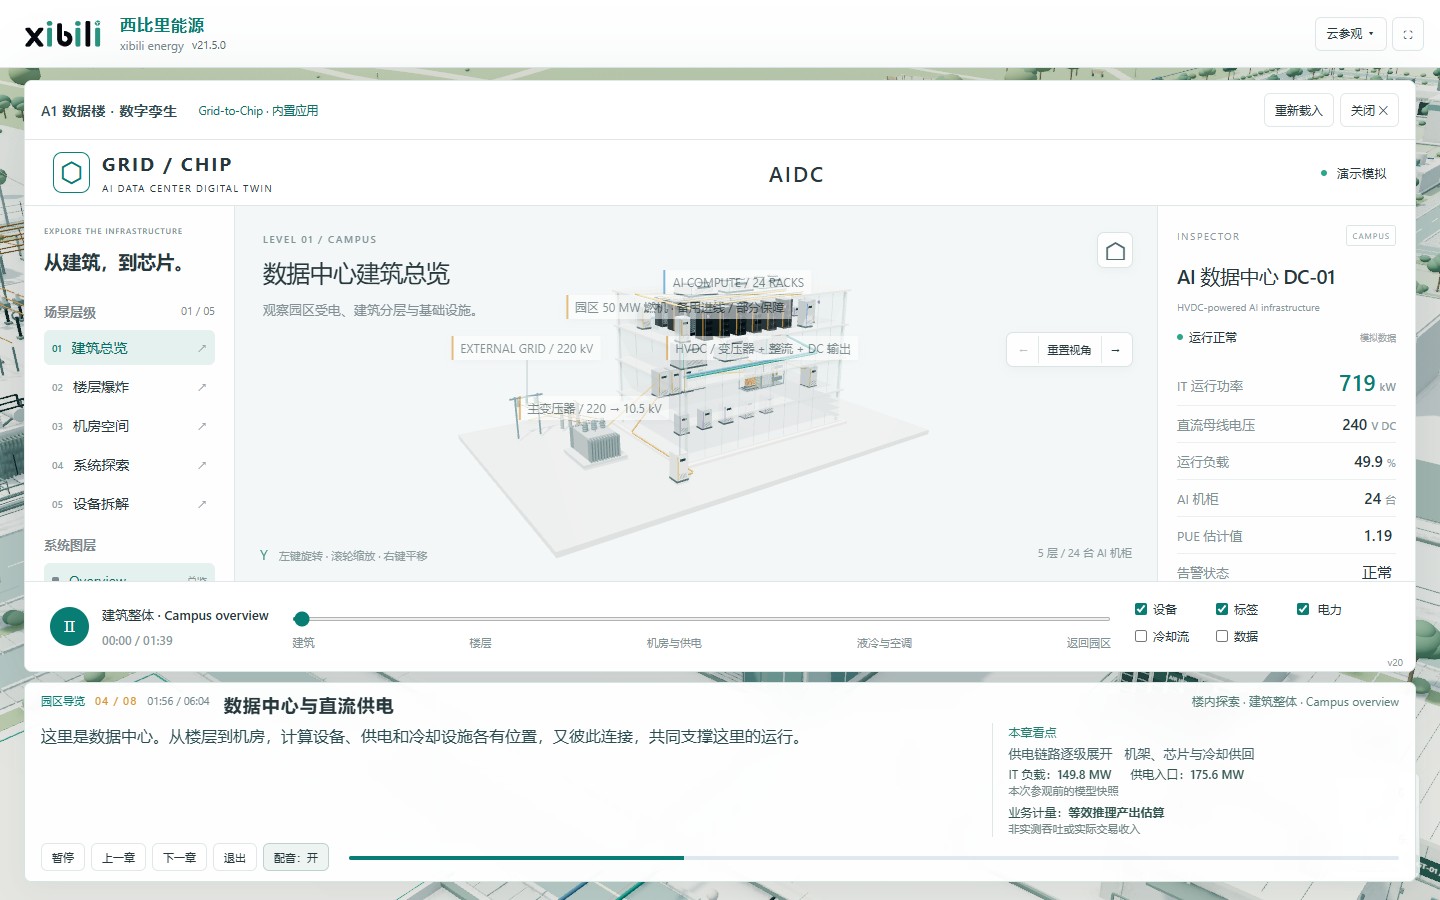 xibili
西比里能源
xibili energy v21.5.0
云参观
A1 数据楼 · 数字孪生
Grid-to-Chip · 内置应用
重新载入
关闭 ×
GRID / CHIP
AI DATA CENTER DIGITAL TWIN
AIDC
演示模拟
EXPLORE THE INFRASTRUCTURE
从建筑，到芯片。
场景层级 01 / 05
01 建筑总览 ↗
02 楼层爆炸 ↗
03 机房空间 ↗
04 系统探索 ↗
05 设备拆解 ↗
系统图层
Overview 总览
LEVEL 01 / CAMPUS
数据中心建筑总览
观察园区受电、建筑分层与基础设施。
AI COMPUTE / 24 RACKS
园区 50 MW 燃机 · 备用进线 / 部分保障
EXTERNAL GRID / 220 kV
HVDC / 变压器 + 整流 + DC 输出
主变压器 / 220 → 10.5 kV
← 重置视角 →
Y 左键旋转 · 滚轮缩放 · 右键平移
5 层 / 24 台 AI 机柜
INSPECTOR CAMPUS
AI 数据中心 DC-01
HVDC-powered AI infrastructure
运行正常 模拟数据
IT 运行功率 719 kW
直流母线电压 240 V DC
运行负载 49.9 %
AI 机柜 24 台
PUE 估计值 1.19
告警状态 正常
建筑整体 · Campus overview
00:00 / 01:39
建筑 楼层 机房与供电 液冷与空调 返回园区
设备 标签 电力
冷却流 数据
v20
园区导览 04 / 08 01:56 / 06:04 数据中心与直流供电
楼内探索 · 建筑整体 · Campus overview
这里是数据中心。从楼层到机房，计算设备、供电和冷却设施各有位置，又彼此连接，共同支撑这里的运行。
本章看点
供电链路逐级展开 机架、芯片与冷却供回
IT 负载：149.8 MW 供电入口：175.6 MW
本次参观前的模型快照
业务计量：等效推理产出估算
非实测吞吐或实际交易收入
暂停 上一章 下一章 退出 配音：开